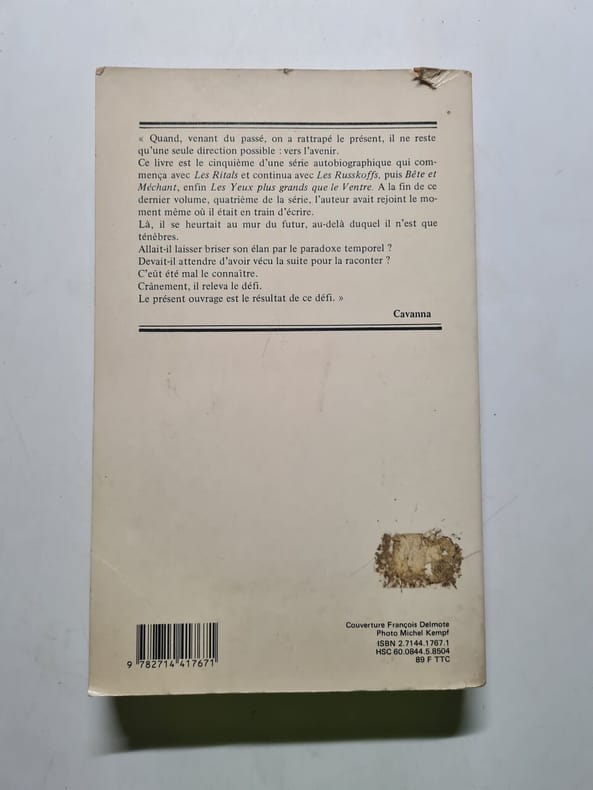 « Quand, venant du passé, on a rattrapé le présent, il ne reste
qu'une seule direction possible : vers l'avenir.
Ce livre est le cinquième d'une série autobiographique qui com-
mença avec Les Ritals et continua avec Les Russkoffs, puis Bête et
Méchant, enfin Les Yeux plus grands que le Ventre. A la fin de ce
dernier volume, quatrième de la série, l'auteur avait rejoint le mo-
ment même où il était en train d'écrire.
Là, il se heurtait au mur du futur, au-delà duquel il n'est que
ténèbres.
Allait-il laisser briser son élan par le paradoxe temporel ?
Devait-il attendre d'avoir vécu la suite pour la raconter ?
C'eût été mal le connaître.
Crânement, il releva le défi.
Le présent ouvrage est le résultat de ce défi. »
Cavanna
Couverture François Delmote
Photo Michel Kempf
ISBN 2.7144.1767.1
HSC 60.0844.5.8504
89 F TTC
9 782714 417671